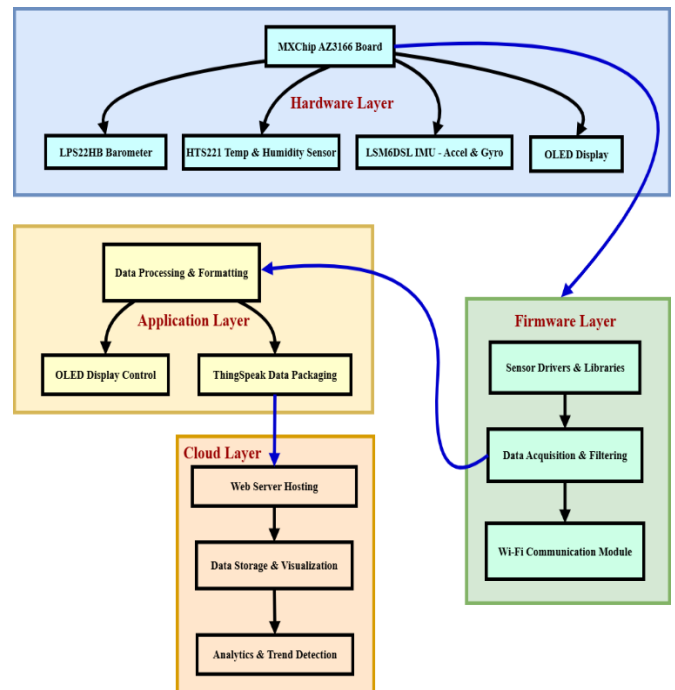 MXChip AZ3166 Board
Hardware Layer
LPS22HB Barometer
HTS221 Temp & Humidity Sensor
LSM6DSL IMU - Accel & Gyro
OLED Display
Data Processing & Formatting
Application Layer
OLED Display Control
ThingSpeak Data Packaging
Firmware Layer
Sensor Drivers & Libraries
Data Acquisition & Filtering
Wi-Fi Communication Module
Cloud Layer
Web Server Hosting
Data Storage & Visualization
Analytics & Trend Detection